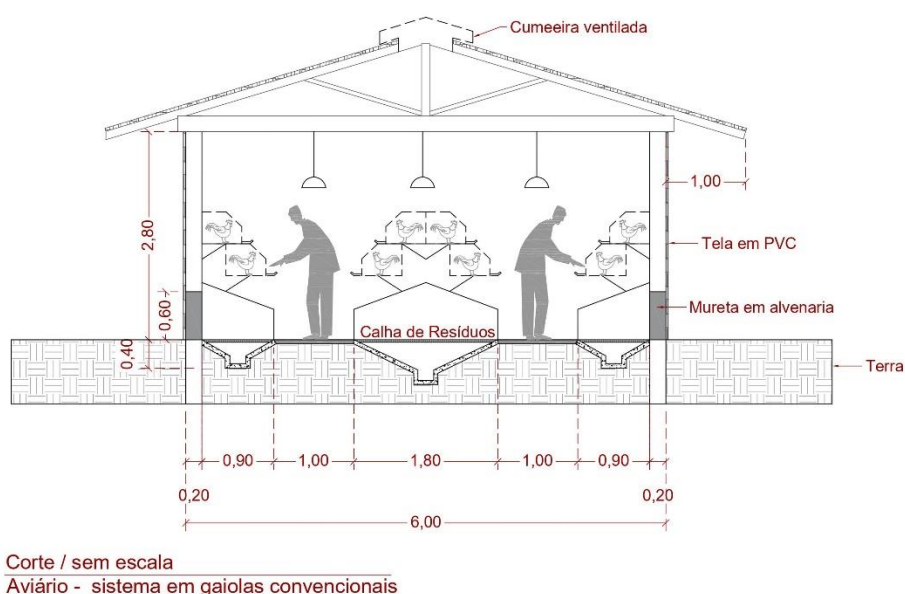 Cumeeira ventilada
1,00
2,80
Tela em PVC
0,60
Mureta em alvenaria
Calha de Resíduos
0,40
Terra
0,90 1,00 1,80 1,00 0,90
0,20 0,20
6,00
Corte / sem escala
Aviário - sistema em gaiolas convencionais